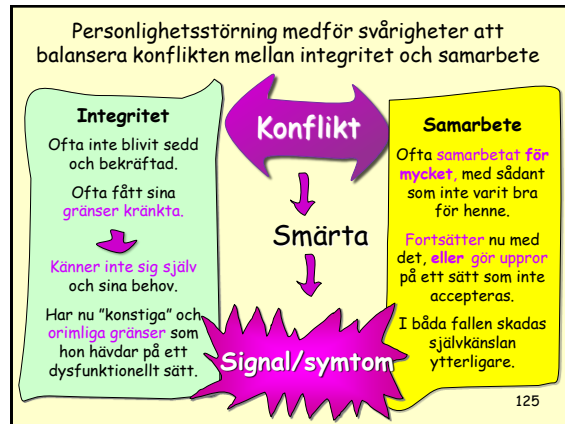 Personlighetsstörning medför svårigheter att
balansera konflikten mellan integritet och samarbete
Integritet
Ofta inte blivit sedd
och bekräftad.
Ofta fått sina
gränser kränkta.
Känner inte sig själv
och sina behov.
Har nu "konstiga" och
orimliga gränser som
hon hävdar på ett
dysfunktionellt sätt.
Konflikt
Smärta
Signal/symtom
Samarbete
Ofta samarbetat för
mycket, med sådant
som inte varit bra
för henne.
Fortsätter nu med
det, eller gör uppror
på ett sätt som inte
accepteras.
I båda fallen skadas
självkänslan
ytterligare.
125